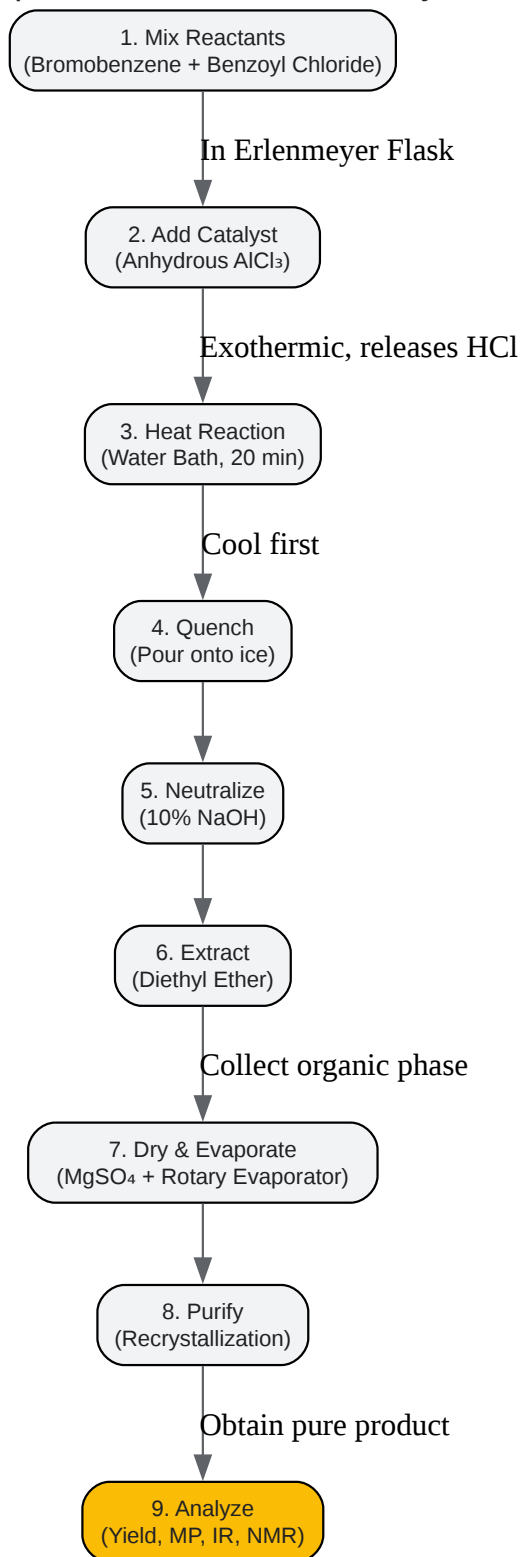 1. Mix Reactants
(Bromobenzene + Benzoyl Chloride)
In Erlenmeyer Flask
2. Add Catalyst
(Anhydrous AlCl₃)
Exothermic, releases HCl
3. Heat Reaction
(Water Bath, 20 min)
Cool first
4. Quench
(Pour onto ice)
5. Neutralize
(10% NaOH)
6. Extract
(Diethyl Ether)
Collect organic phase
7. Dry & Evaporate
(MgSO₄ + Rotary Evaporator)
8. Purify
(Recrystallization)
Obtain pure product
9. Analyze
(Yield, MP, IR, NMR)